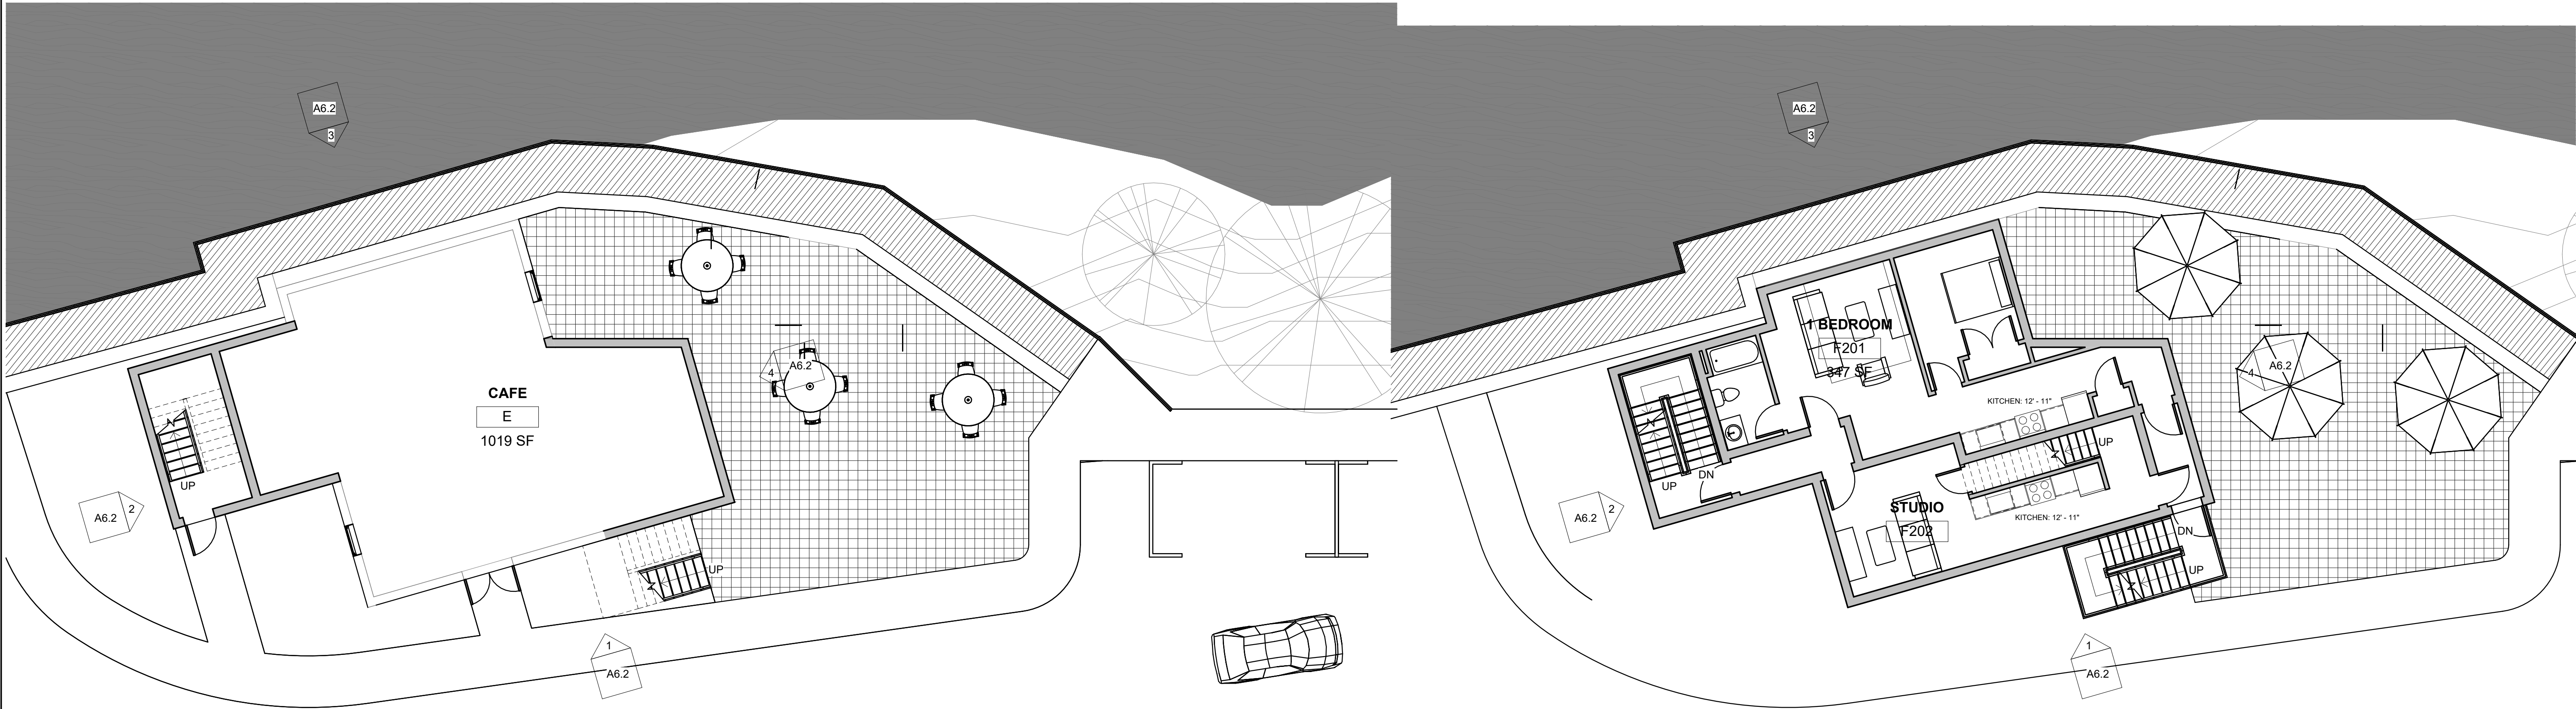 A6.2
3
CAFE
E
1019 SF
UP
A6.2
2
4
A6.2
UP
1
A6.2
A6.2
3
1 BEDROOM
F201
347 SF
KITCHEN: 12' - 11"
UP
DN
UP
STUDIO
F202
KITCHEN: 12' - 11"
DN
UP
A6.2
2
4
A6.2
1
A6.2